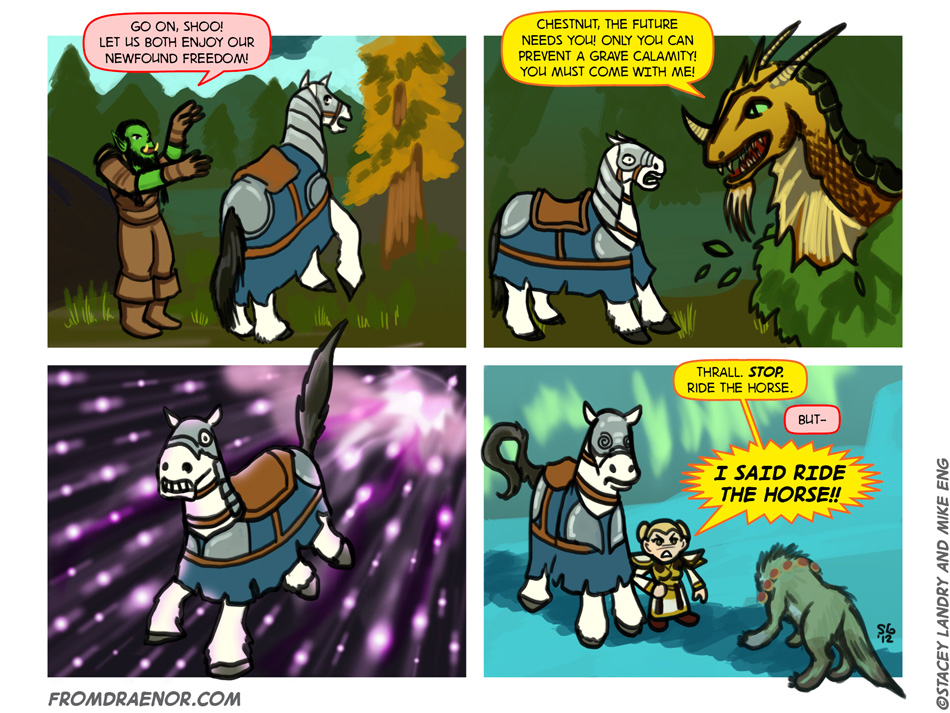 GO ON, SHOO!
LET US BOTH ENJOY OUR
NEWFOUND FREEDOM!
CHESTNUT, THE FUTURE
NEEDS YOU! ONLY YOU CAN
PREVENT A GRAVE CALAMITY!
YOU MUST COME WITH ME!
THRALL. STOP.
RIDE THE HORSE.
BUT-
I SAID RIDE
THE HORSE!!
SG
'12
FROMDRAENOR.COM
©STACEY LANDRY AND MIKE ENG